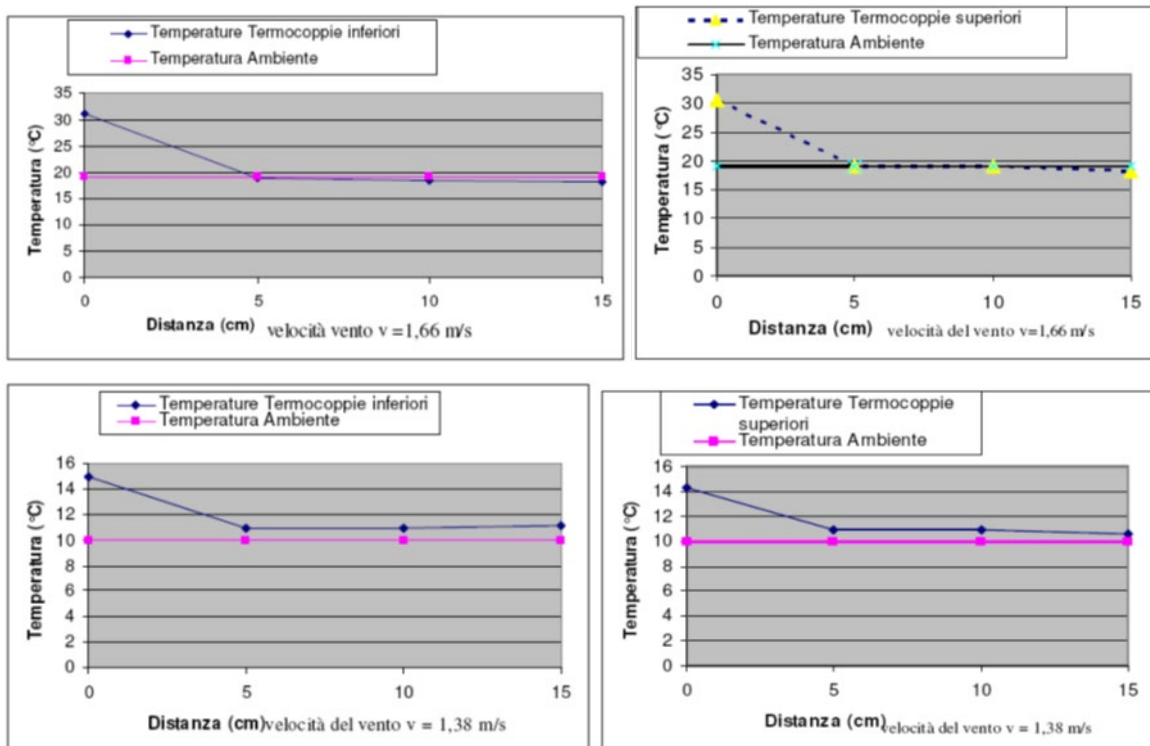 Temperature Termocoppie inferiori
Temperatura Ambiente
Temperatura (°C)
35
30
25
20
15
10
5
0
0 5 10 15
Distanza (cm) velocità vento v =1,66 m/s
Temperature Termocoppie superiori
Temperatura Ambiente
Temperatura (°C)
35
30
25
20
15
10
5
0
0 5 10 15
Distanza (cm) velocità del vento v=1,66 m/s
Temperature Termocoppie inferiori
Temperatura Ambiente
Temperatura (°C)
16
14
12
10
8
6
4
2
0
0 5 10 15
Distanza (cm) velocità del vento v = 1,38 m/s
Temperature Termocoppie
superiori
Temperatura Ambiente
Temperatura (°C)
16
14
12
10
8
6
4
2
0
0 5 10 15
Distanza (cm) velocità del vento v = 1,38 m/s